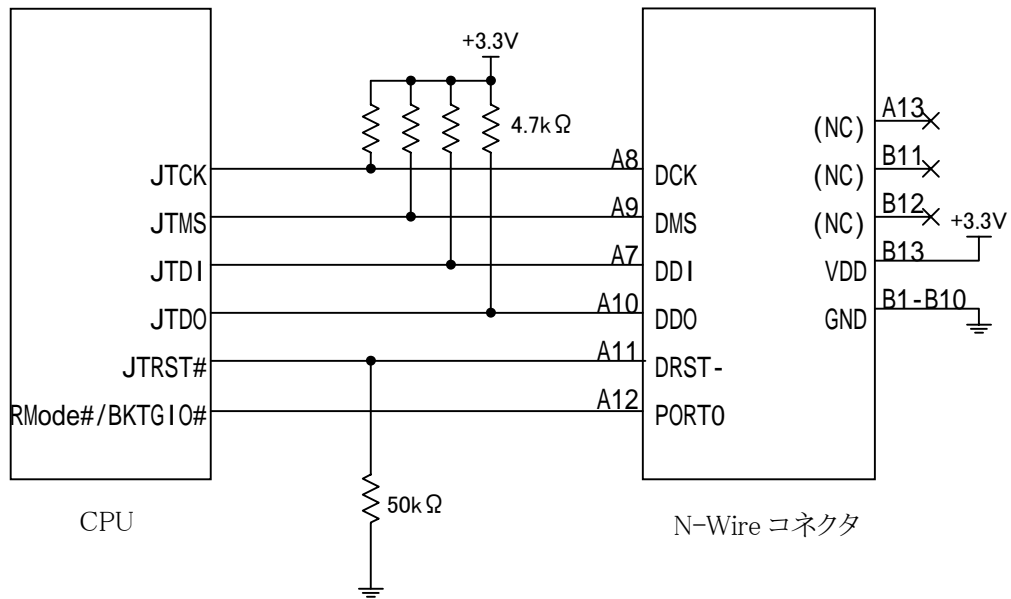 +3.3V
4.7kΩ
JTCK
A8
DCK
JTMS
A9
DMS
JTDI
A7
DDI
JTDO
A10
DDO
JTRST#
A11
DRST-
RMode#/BKTGIO#
A12
PORT0
50kΩ
(NC)
A13
(NC)
B11
(NC)
B12
+3.3V
VDD
B13
GND
B1-B10
CPU
N-Wire コネクタ